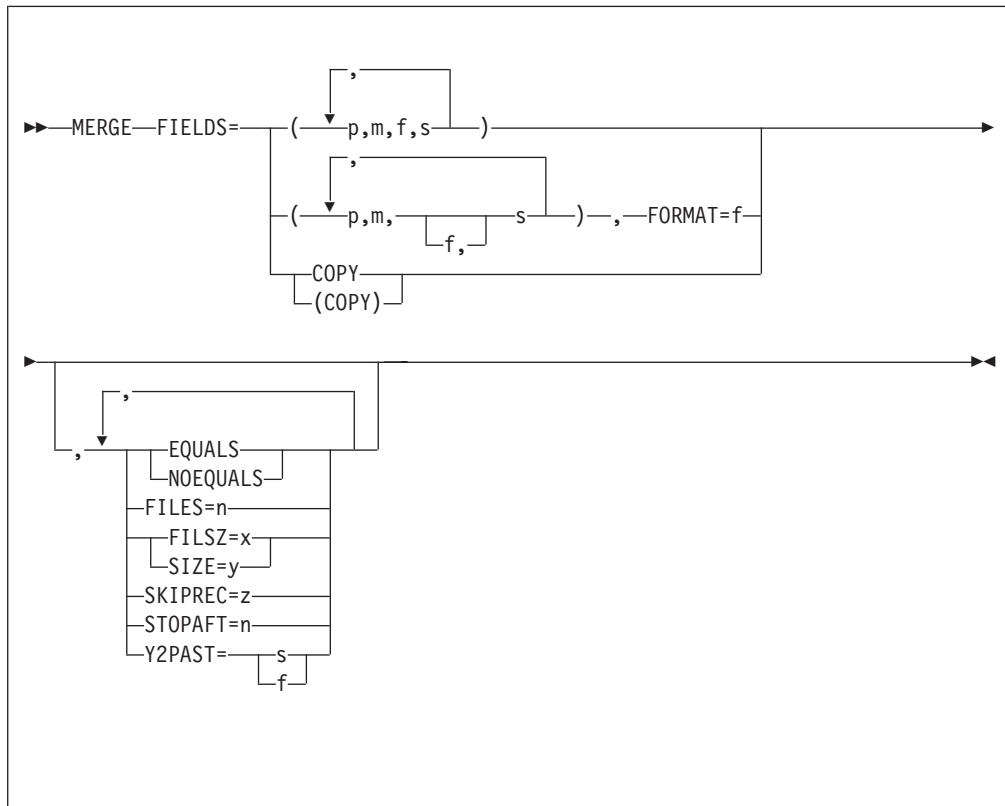 ,
MERGE FIELDS= ( p,m,f,s )
,
( p,m, s ) , FORMAT=f
f,
COPY
(COPY)
,
, EQUALS
NOEQUALS
FILES=n
FILSZ=x
SIZE=y
SKIPREC=z
STOPAFT=n
Y2PAST= s
f